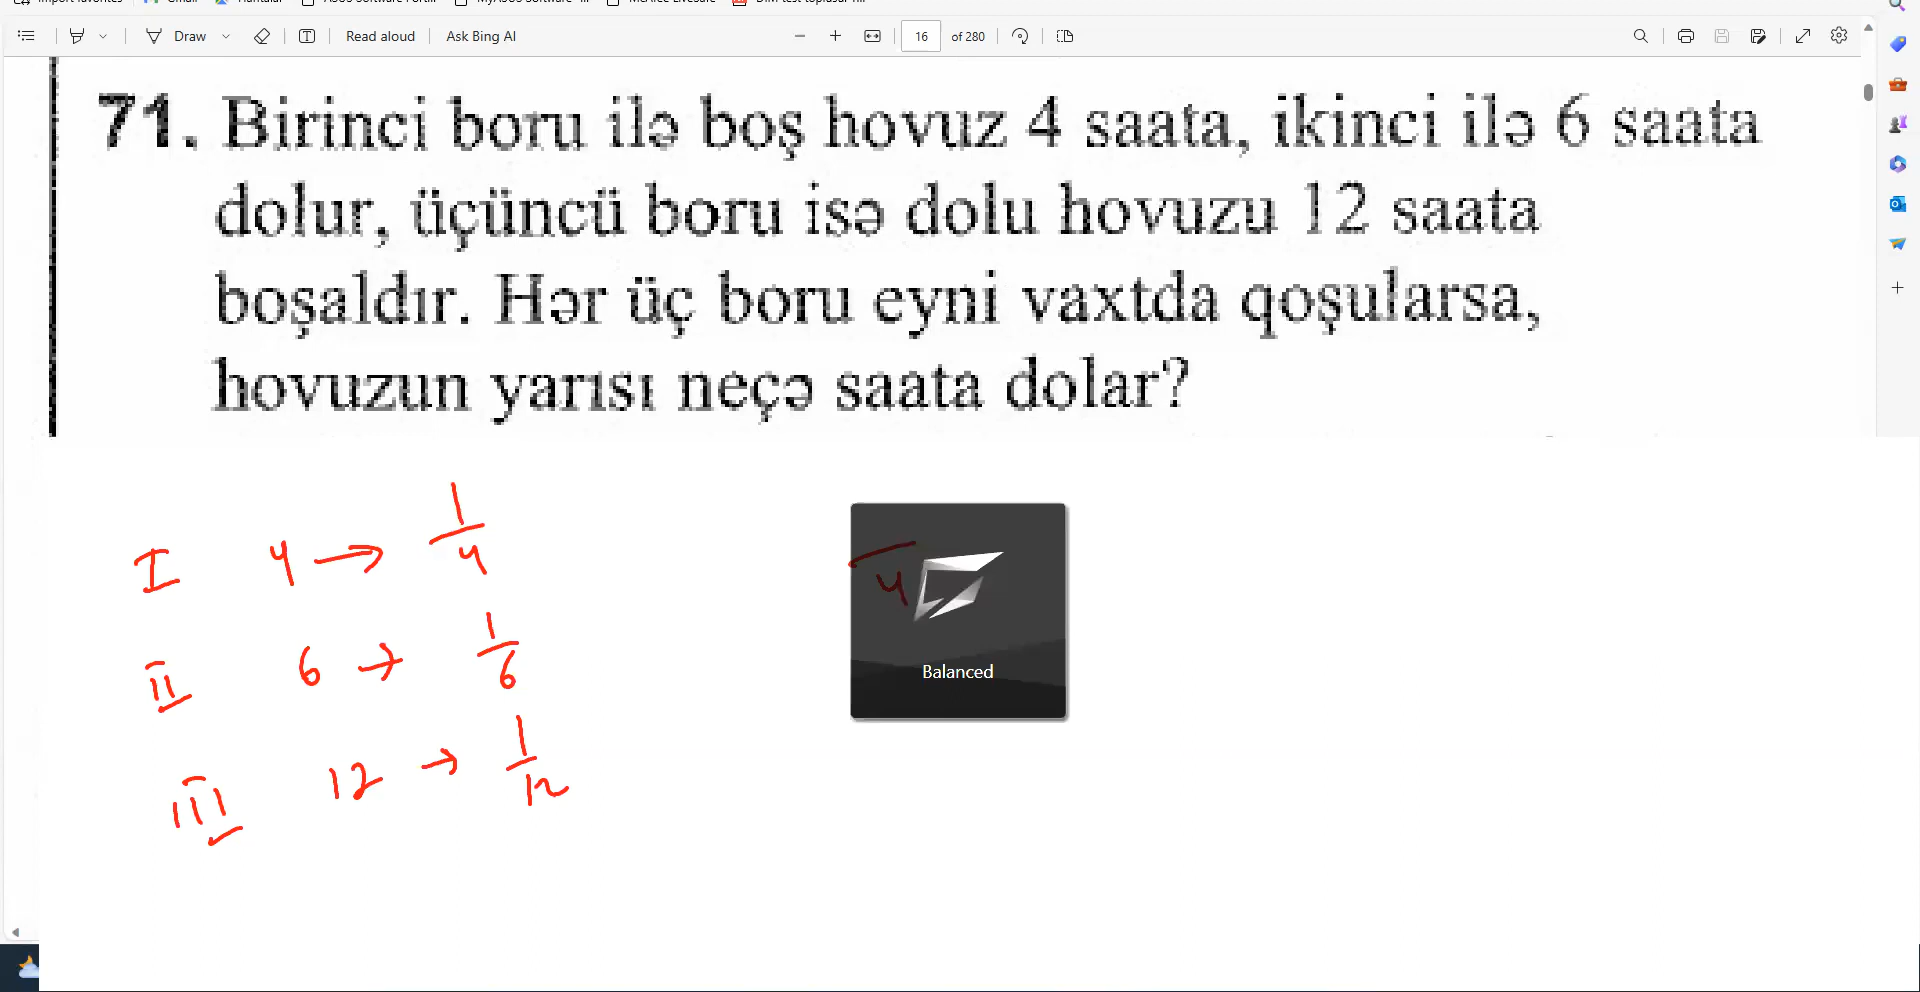 Draw
Read aloud
Ask Bing AI
16
of 280
71. Birinci boru ilə boş hovuz 4 saata, ikinci ilə 6 saata
dolur, üçüncü boru isə dolu hovuzu 12 saata
boşaldır. Hər üç boru eyni vaxtda qoşularsa,
hovuzun yarısı neçə saata dolar?
I 4 → 1/4
II 6 → 1/6
III 12 → 1/12
4
Balanced